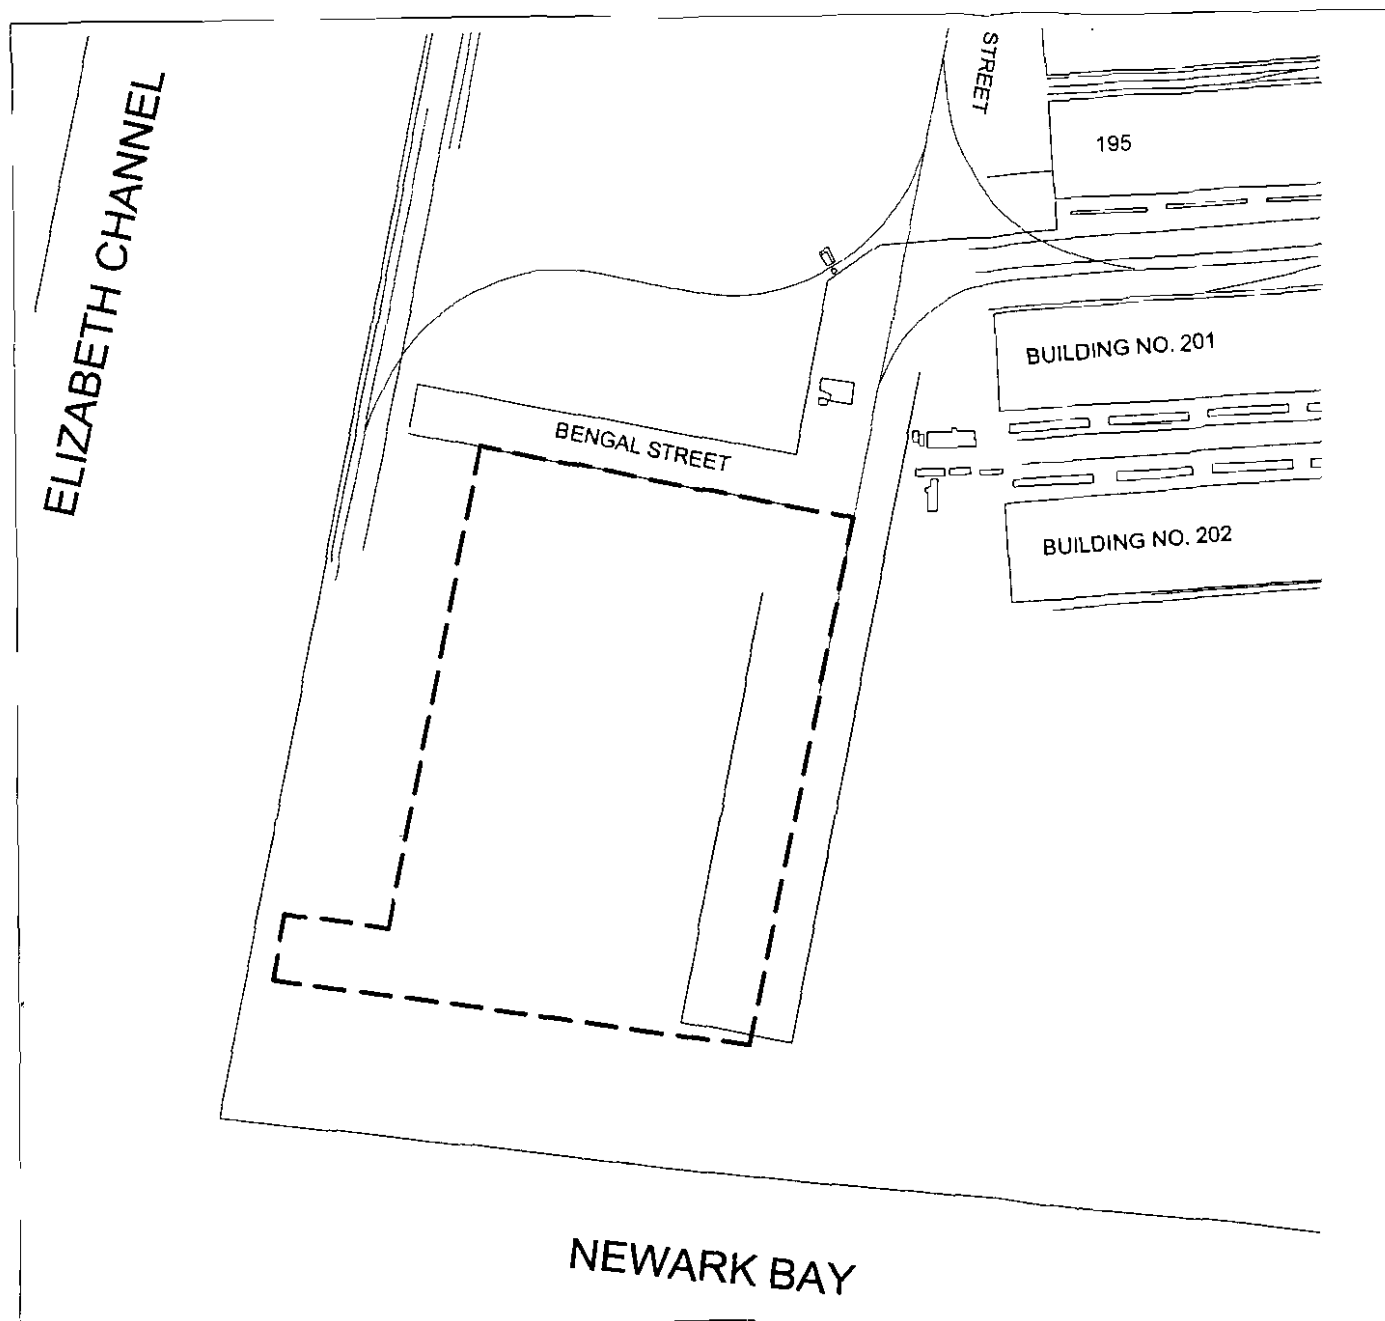 STREET
195
ELIZABETH CHANNEL
BUILDING NO. 201
BENGAL STREET
BUILDING NO. 202
NEWARK BAY